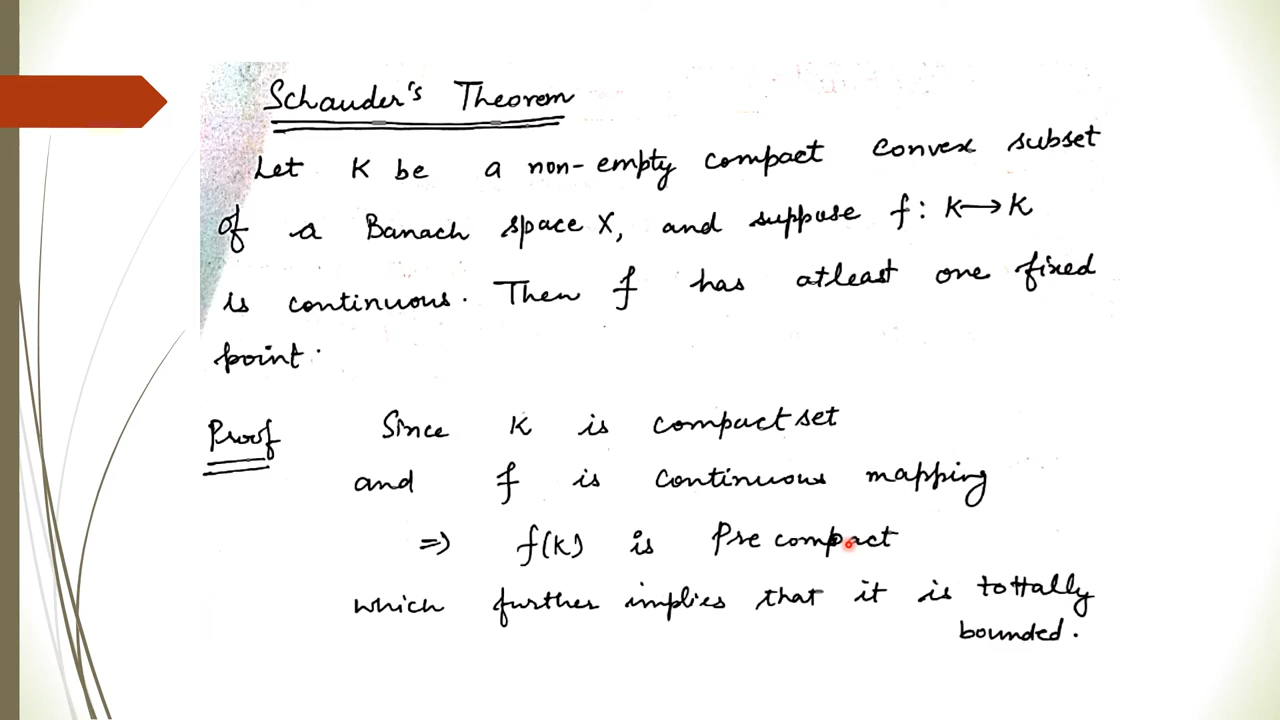 Schauder's Theorem
Let K be a non-empty compact convex subset
of a Banach space X, and suppose f: K→K
is continuous. Then f has atleast one fixed
point.
Proof Since K is compact set
and f is continuous mapping
⇒ f(K) is Pre compact
which further implies that it is tottally
bounded.